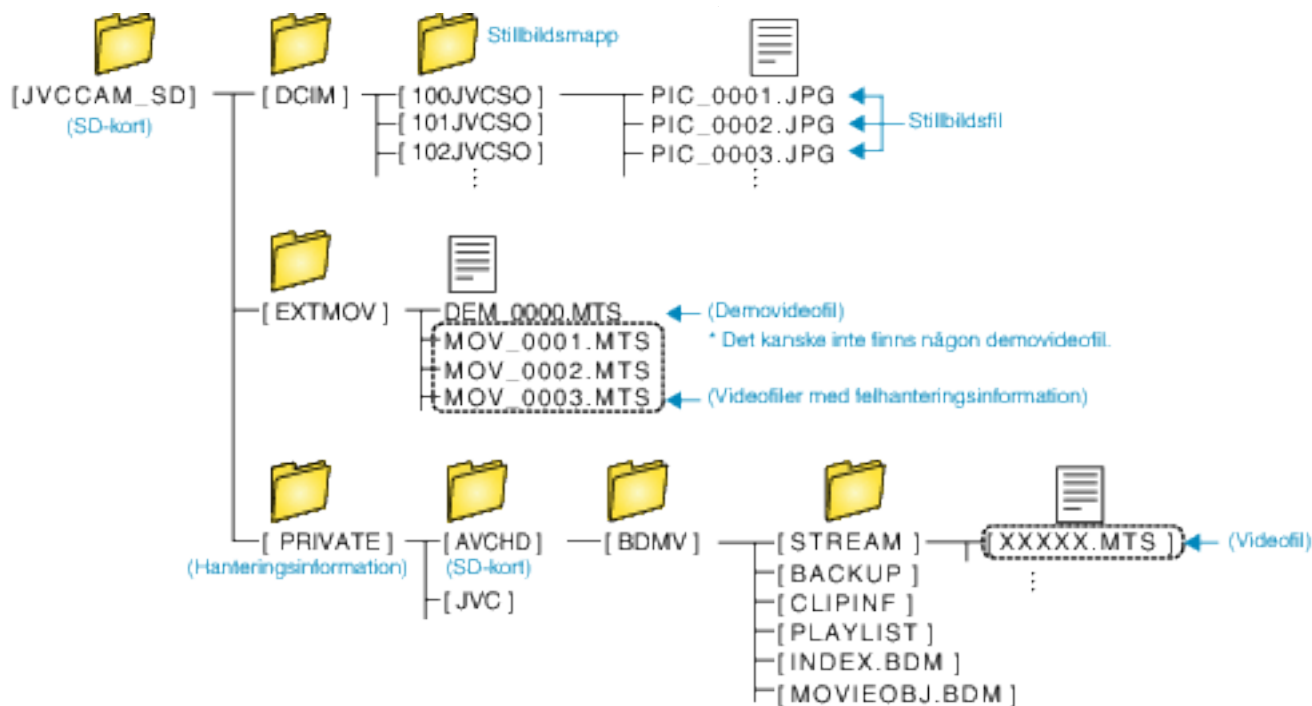 Stillbildsmapp
[JVCCAM_SD] [DCIM] [100JVCSO] PIC_0001.JPG
(SD-kort) [101JVCSO] PIC_0002.JPG Stillbildsfil
[102JVCSO] PIC_0003.JPG
[EXTMOV] DEM_0000.MTS (Demovideofil)
MOV_0001.MTS * Det kanske inte finns någon demovideofil.
MOV_0002.MTS
MOV_0003.MTS (Videofiler med felhanteringsinformation)
[PRIVATE] [AVCHD] [BDMV] [STREAM] [XXXXX.MTS] (Videofil)
(Hanteringsinformation) (SD-kort) [BACKUP]
[JVC] [CLIPINF]
[PLAYLIST]
[INDEX.BDM]
[MOVIEOBJ.BDM]